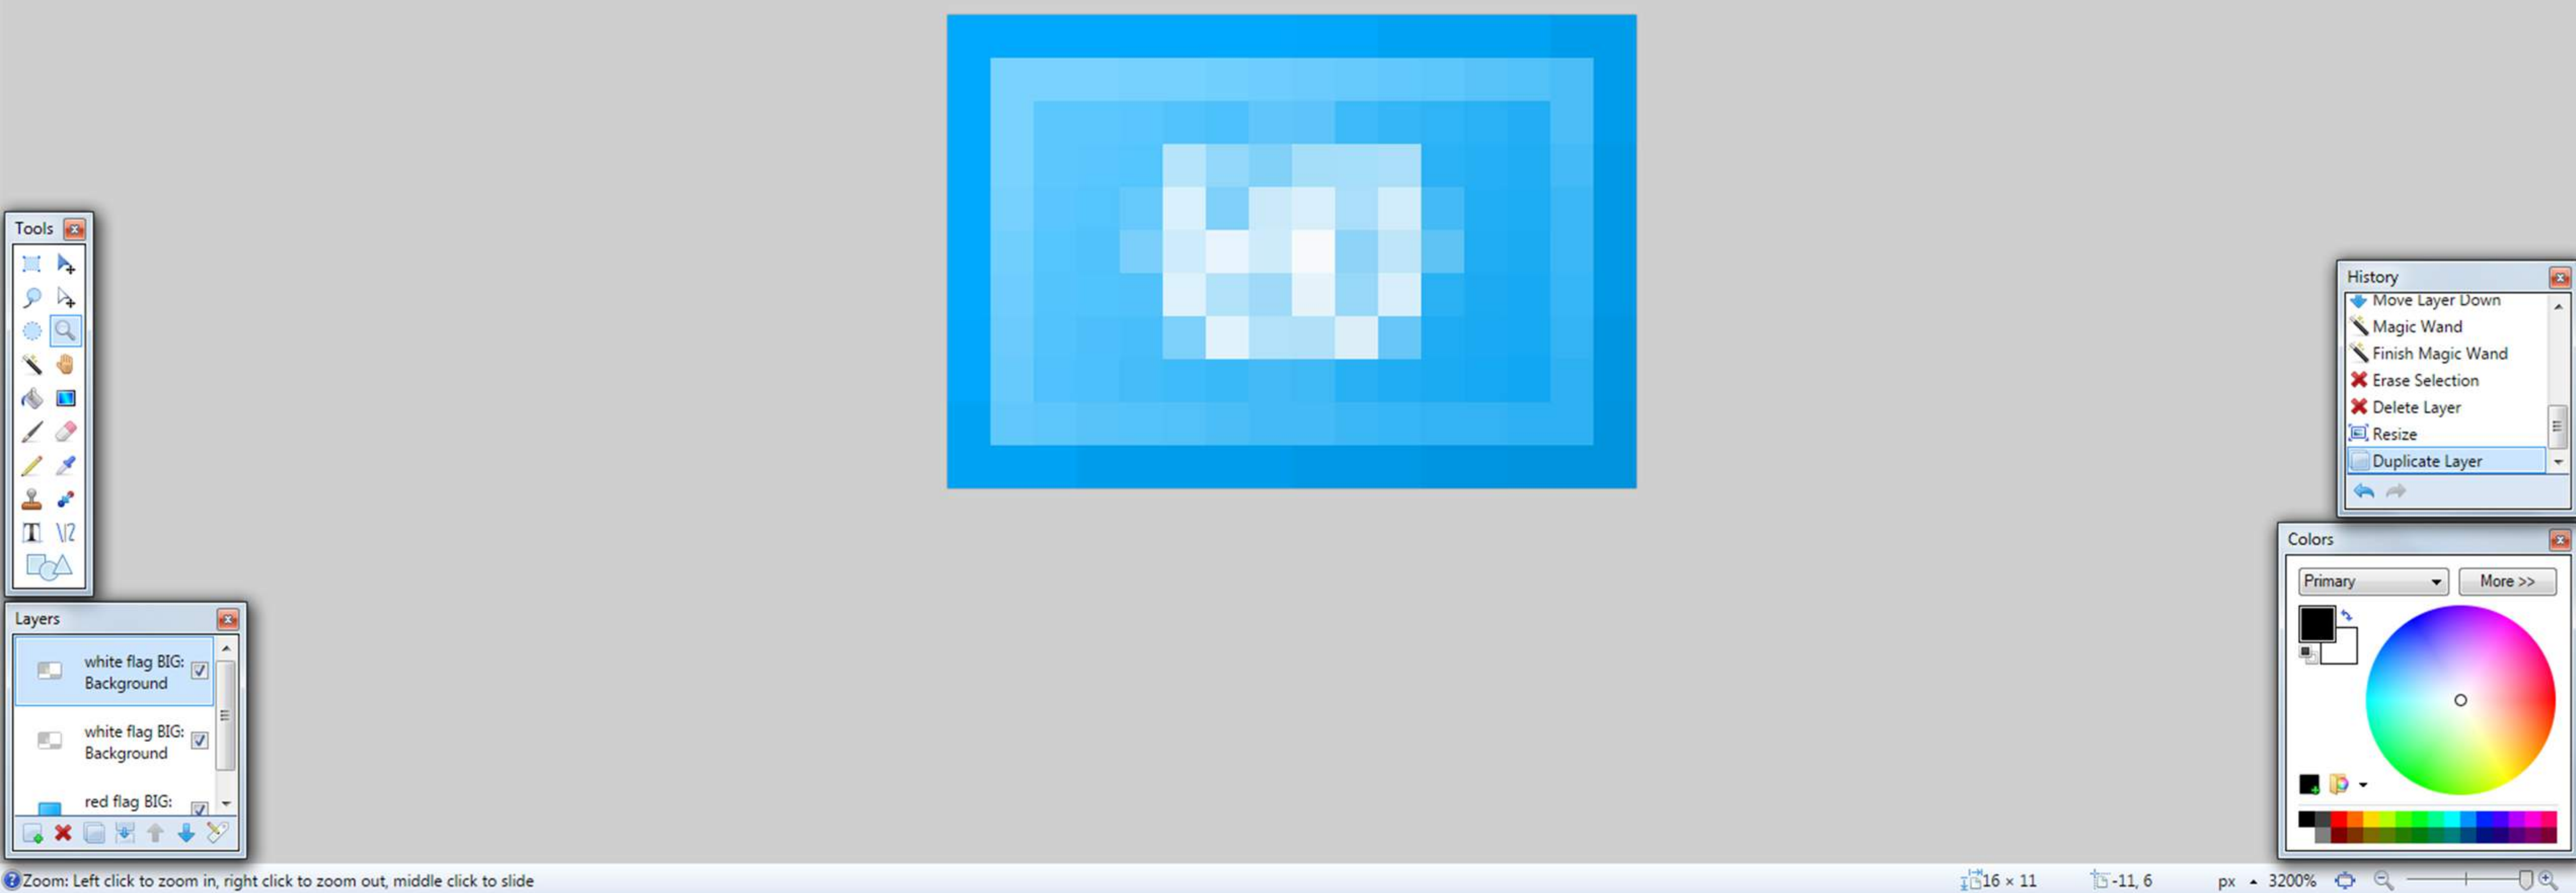 Tools
Layers
white flag BIG:
Background
white flag BIG:
Background
red flag BIG:
History
Move Layer Down
Magic Wand
Finish Magic Wand
Erase Selection
Delete Layer
Resize
Duplicate Layer
Colors
Primary
More >>
Zoom: Left click to zoom in, right click to zoom out, middle click to slide
16 × 11
-11, 6
px
3200%